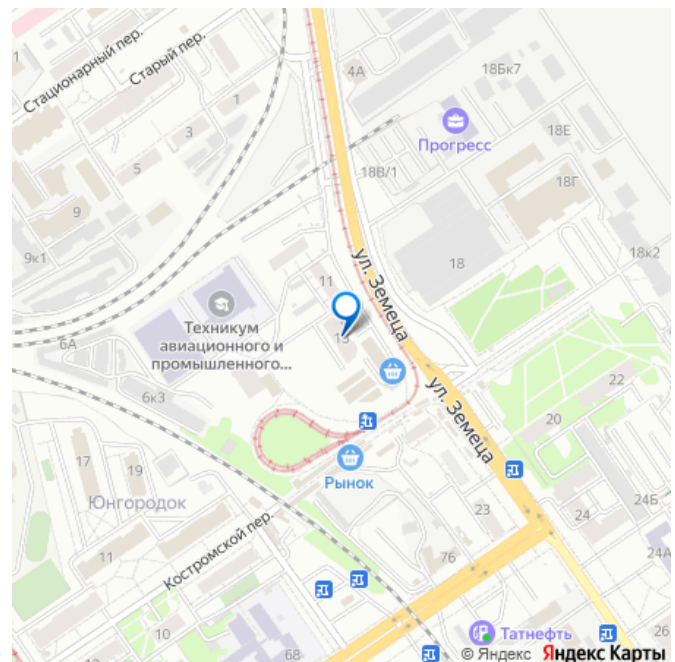 Стационарный пер.
Старый пер.
4А
18Бк7
1
Прогресс
1
3
18Е
5
18В/1
18Г
9
9к1
11
ул. Земеца
18
18к2
Техникум
авиационного и
промышленного...
13
6А
6к3
ул. Земеца
22
20
17
19
Рынок
Юнгородок
23
24
24Б
11
Костромской пер.
76
24А
10
68
Татнефть
26
© Яндекс Яндекс Карты